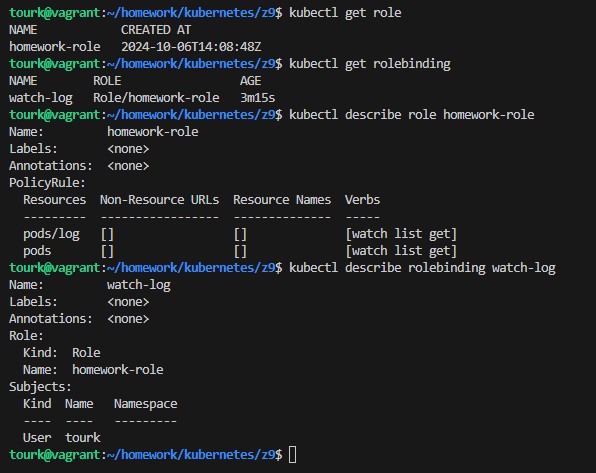 tourk@vagrant:~/homework/kubernetes/z9$ kubectl get role
NAME            CREATED AT
homework-role   2024-10-06T14:08:48Z
tourk@vagrant:~/homework/kubernetes/z9$ kubectl get rolebinding
NAME        ROLE                 AGE
watch-log   Role/homework-role   3m15s
tourk@vagrant:~/homework/kubernetes/z9$ kubectl describe role homework-role
Name:         homework-role
Labels:       <none>
Annotations:  <none>
PolicyRule:
  Resources  Non-Resource URLs  Resource Names  Verbs
  ---------  -----------------  --------------  -----
  pods/log   []                 []              [watch list get]
  pods       []                 []              [watch list get]
tourk@vagrant:~/homework/kubernetes/z9$ kubectl describe rolebinding watch-log
Name:         watch-log
Labels:       <none>
Annotations:  <none>
Role:
  Kind:  Role
  Name:  homework-role
Subjects:
  Kind  Name   Namespace
  ----  ----   ---------
  User  tourk
tourk@vagrant:~/homework/kubernetes/z9$